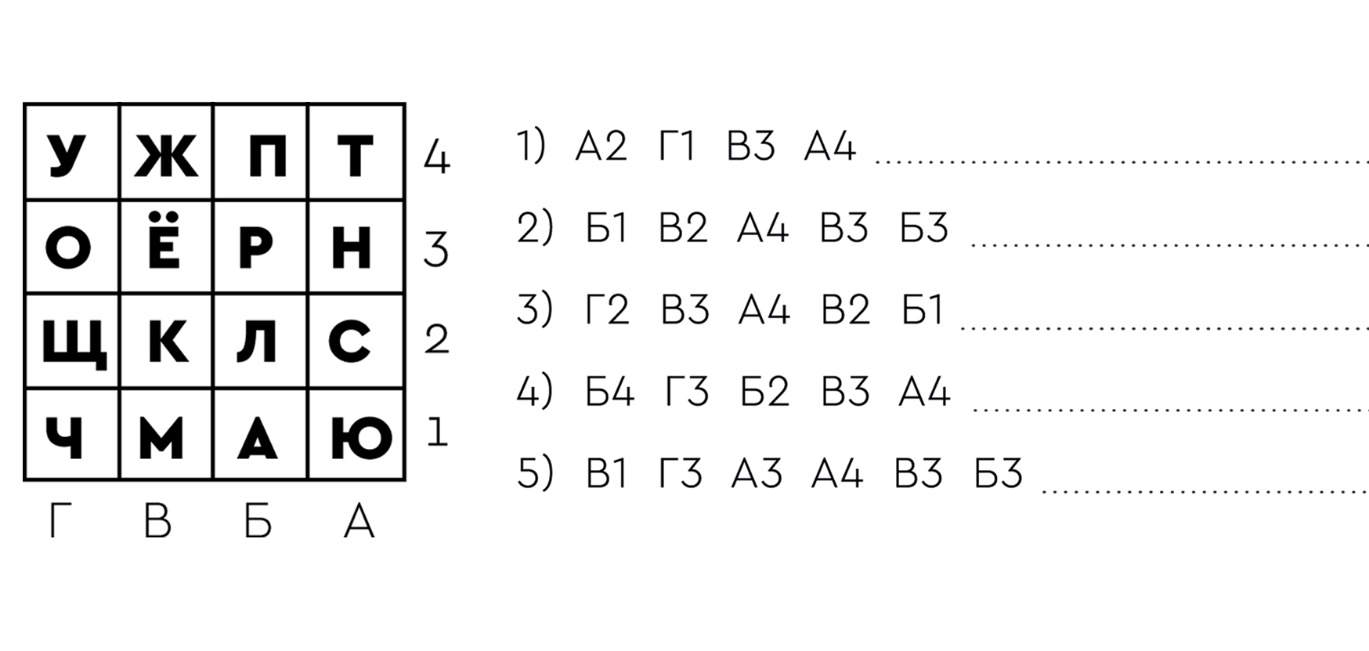 У Ж П Т 4
О Ё Р Н 3
Щ К Л С 2
Ч М А Ю 1
Г В Б А
1) А2 Г1 В3 А4 ................................
2) Б1 В2 А4 В3 Б3 ................................
3) Г2 В3 А4 В2 Б1 ................................
4) Б4 Г3 Б2 В3 А4 ................................
5) В1 Г3 А3 А4 В3 Б3 ................................